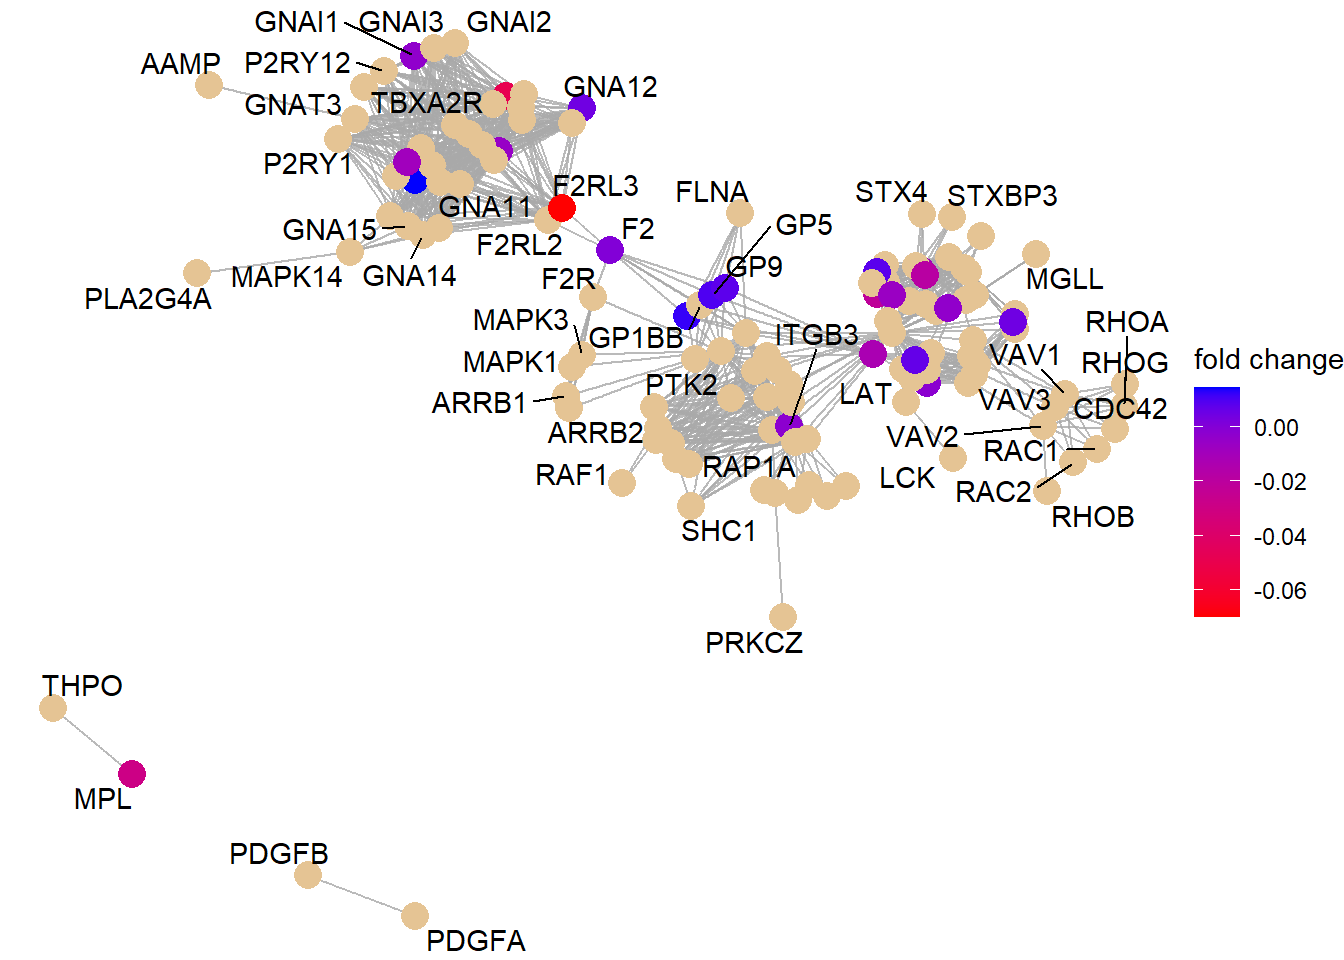 GNAI1
GNAI3
GNAI2
AAMP
P2RY12
GNA12
GNAT3
TBXA2R
P2RY1
F2RL3
FLNA
STX4
STXBP3
GNA11
GNA15
F2
GP5
F2RL2
MAPK14
GNA14
F2R
GP9
MGLL
PLA2G4A
MAPK3
GP1BB
ITGB3
RHOA
MAPK1
VAV1
RHOG
fold change
PTK2
LAT
ARRB1
VAV3
CDC42
0.00
ARRB2
VAV2
RAC1
RAF1
RAP1A
LCK
RAC2
-0.02
SHC1
RHOB
-0.04
-0.06
PRKCZ
THPO
MPL
PDGFB
PDGFA